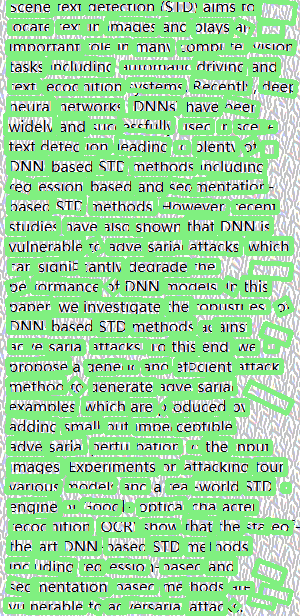 Scene text detection (STD) aims to
locate text in images and plays an
important role in many computer vision
tasks including automatic driving and
text recognition systems. Recently, deep
neural networks (DNNs) have been
widely and successfully used in scene
text detection, leading to plenty of
DNN-based STD methods including
regression-based and segmentation-
based STD methods. However, recent
studies have also shown that DNN is
vulnerable to adversarial attacks, which
can significantly degrade the
performance of DNN models. In this
paper, we investigate the robustness of
DNN-based STD methods against
adversarial attacks. To this end, we
propose a generic and efficient attack
method to generate adversarial
examples, which are produced by
adding small but imperceptible
adversarial perturbation to the input
images. Experiments on attacking four
various models and a real-world STD
engine of Google optical character
recognition (OCR) show that the state-of-
the-art DNN-based STD methods
including regression-based and
segmentation-based methods are
vulnerable to adversarial attacks.